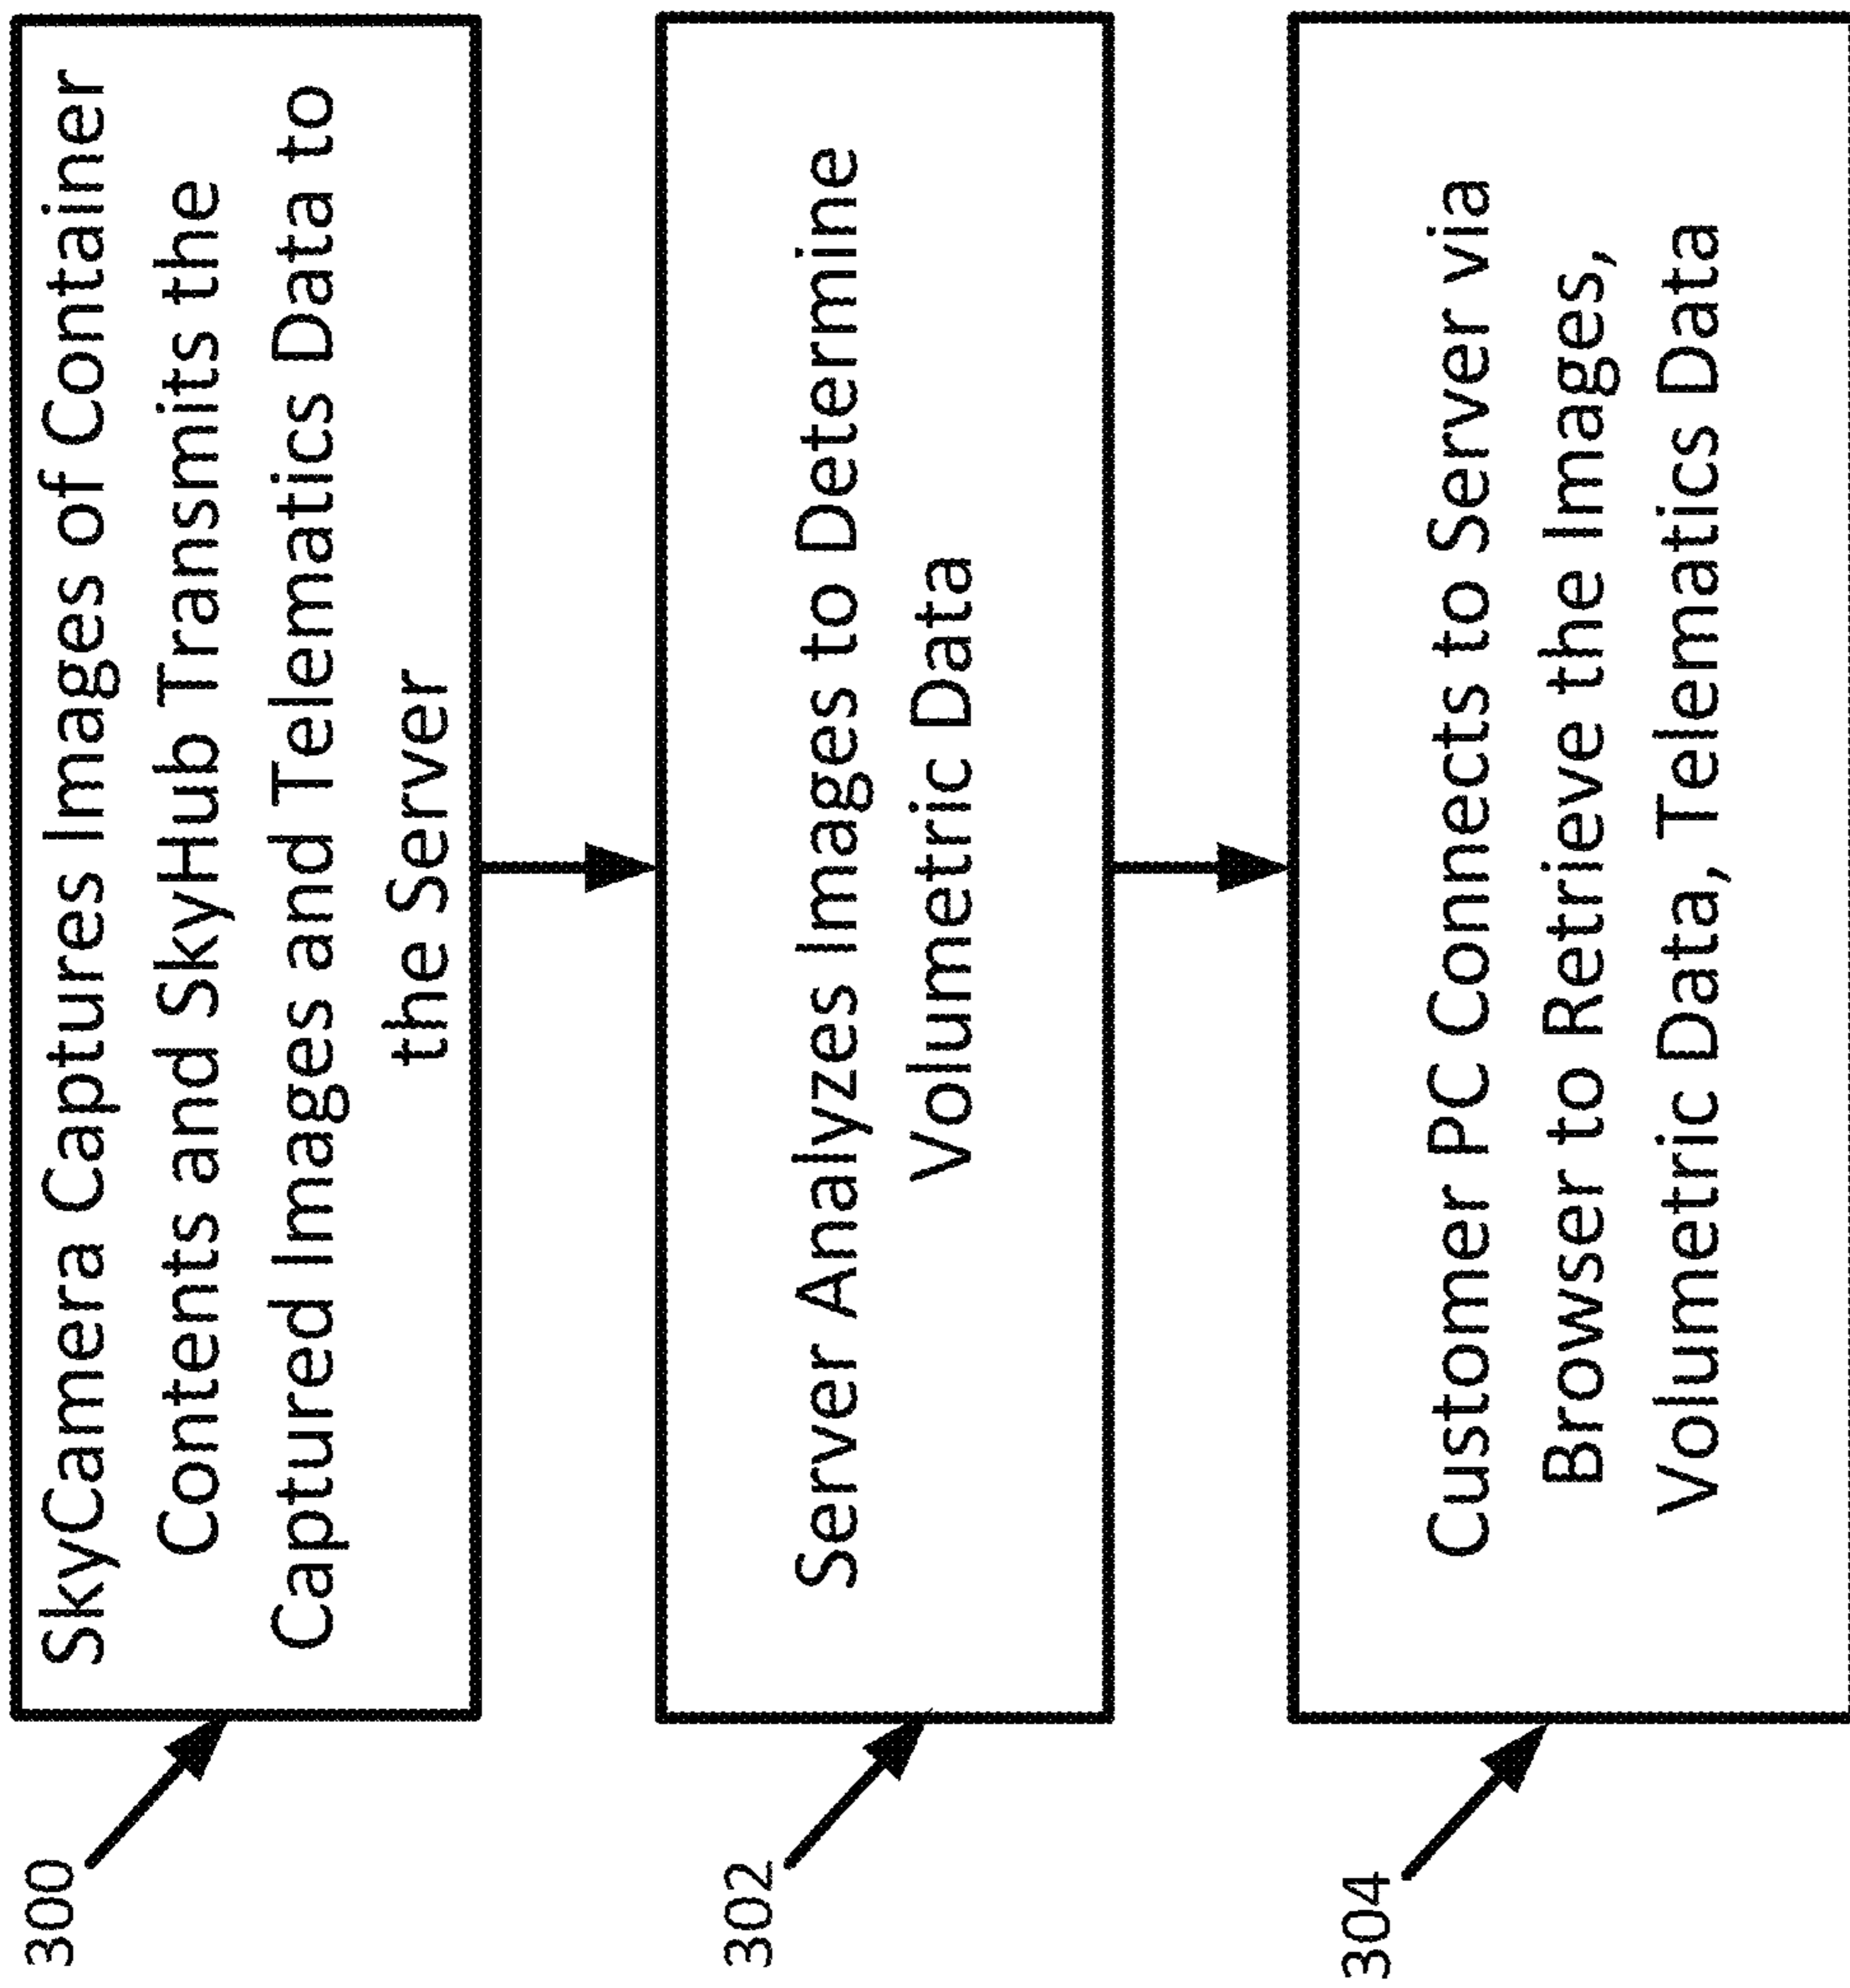 300
SkyCamera Captures Images of Container
Contents and SkyHub Transmits the
Captured Images and Telematics Data to
the Server
302
Server Analyzes Images to Determine
Volumetric Data
304
Customer PC Connects to Server via
Browser to Retrieve the Images,
Volumetric Data, Telematics Data